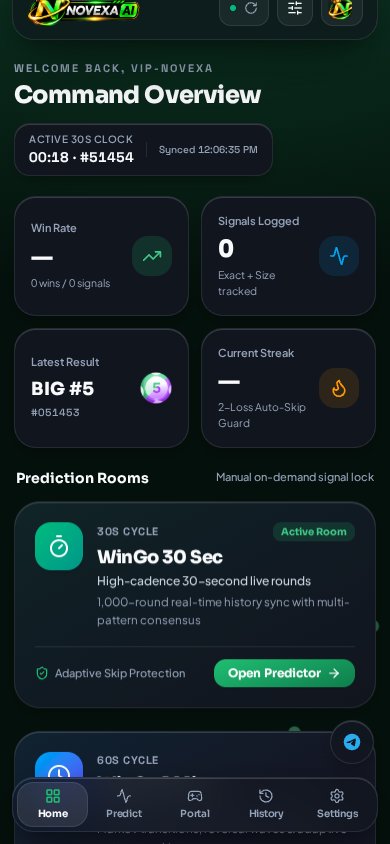 NOVEXA AI
WELCOME BACK, VIP-NOVEXA
Command Overview
ACTIVE 30S CLOCK
00:18 · #51454
Synced 12:06:35 PM
Win Rate
—
0 wins / 0 signals
Signals Logged
0
Exact + Size
tracked
Latest Result
BIG #5
#051453
5
Current Streak
—
2-Loss Auto-Skip
Guard
Prediction Rooms
Manual on-demand signal lock
30S CYCLE
Active Room
WinGo 30 Sec
High-cadence 30-second live rounds
1,000-round real-time history sync with multi-
pattern consensus
Adaptive Skip Protection
Open Predictor →
60S CYCLE
Home
Predict
Portal
History
Settings